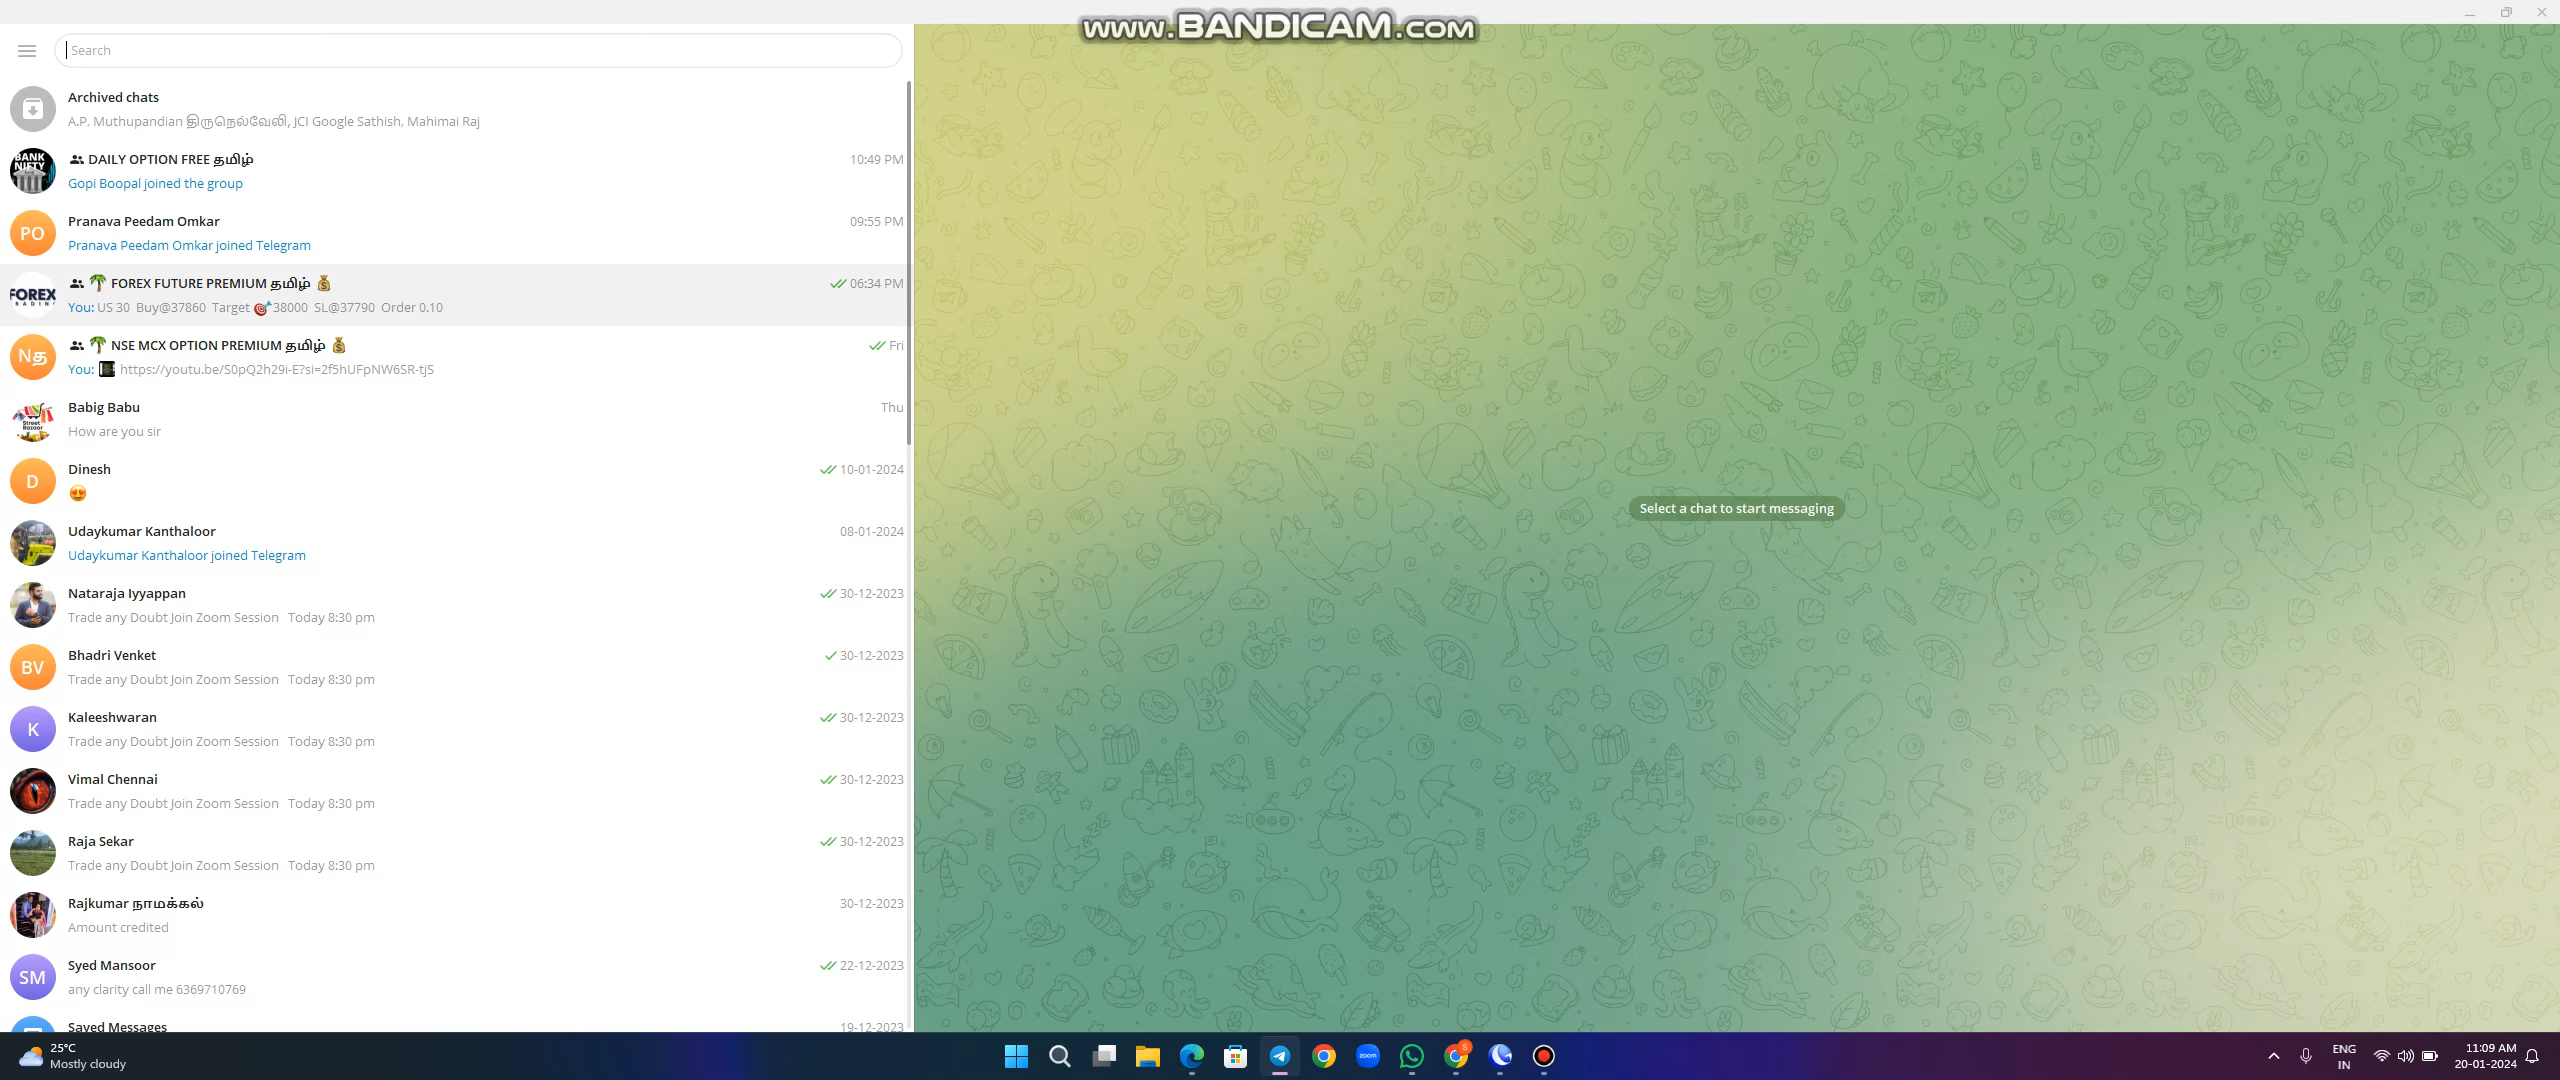 www.BANDICAM.com
Search
Archived chats
A.P, Muthupandian திருநெல்வேலி, JCI Google Sathish, Mahimai Raj
BANK NIFTY
DAILY OPTION FREE தமிழ் 10:49 PM
Gopi Boopal joined the group
PO
Pranava Peedam Omkar 09:55 PM
Pranava Peedam Omkar joined Telegram
FOREX
🌴 FOREX FUTURE PREMIUM தமிழ் 💰 06:34 PM
You: US 30 Buy@37860 Target 🎯38000 SL@37790 Order 0.10
Nத
🌴 NSE MCX OPTION PREMIUM தமிழ் 💰 Fri
You: https://youtu.be/S0pQ2h29i-E?si=2f5hUFpNW6SR-tjS
Street Bazaar
Babig Babu Thu
How are you sir
D
Dinesh 10-01-2024
😍
Udaykumar Kanthaloor 08-01-2024
Udaykumar Kanthaloor joined Telegram
Nataraja Iyyappan 30-12-2023
Trade any Doubt Join Zoom Session Today 8:30 pm
BV
Bhadri Venket 30-12-2023
Trade any Doubt Join Zoom Session Today 8:30 pm
K
Kaleeshwaran 30-12-2023
Trade any Doubt Join Zoom Session Today 8:30 pm
Vimal Chennai 30-12-2023
Trade any Doubt Join Zoom Session Today 8:30 pm
Raja Sekar 30-12-2023
Trade any Doubt Join Zoom Session Today 8:30 pm
Rajkumar நாமக்கல் 30-12-2023
Amount credited
SM
Syed Mansoor 22-12-2023
any clarity call me 6369710769
Saved Messages 19-12-2023
Select a chat to start messaging
25°C
Mostly cloudy
zoom
S
ENG
IN
11:09 AM
20-01-2024